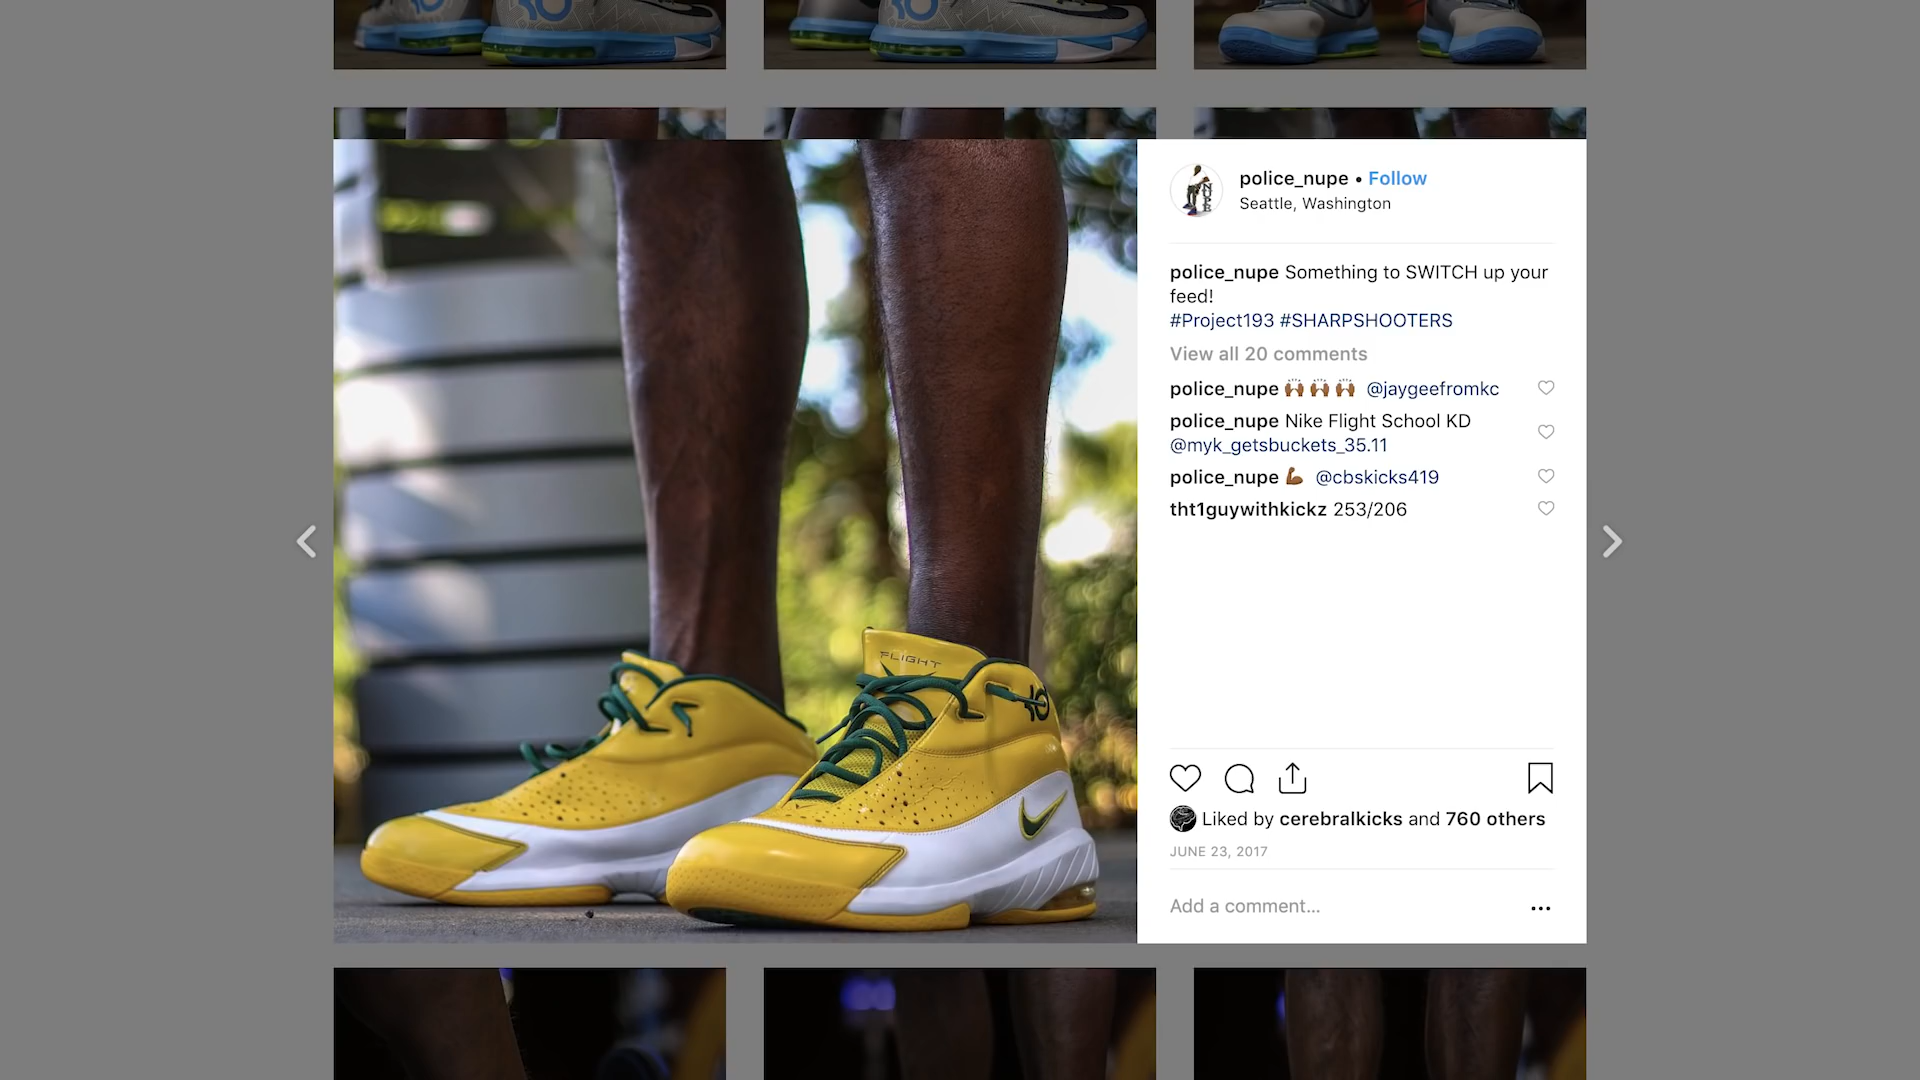 police_nupe • Follow
Seattle, Washington
police_nupe Something to SWITCH up your
feed!
#Project193 #SHARPSHOOTERS
View all 20 comments
police_nupe 🙌🏾 🙌🏾 🙌🏾 @jaygeefromkc
police_nupe Nike Flight School KD
@myk_getsbuckets_35.11
police_nupe 💪🏾 @cbskicks419
tht1guywithkickz 253/206
Liked by cerebralkicks and 760 others
JUNE 23, 2017
Add a comment...
FLIGHT
KD
NUPE